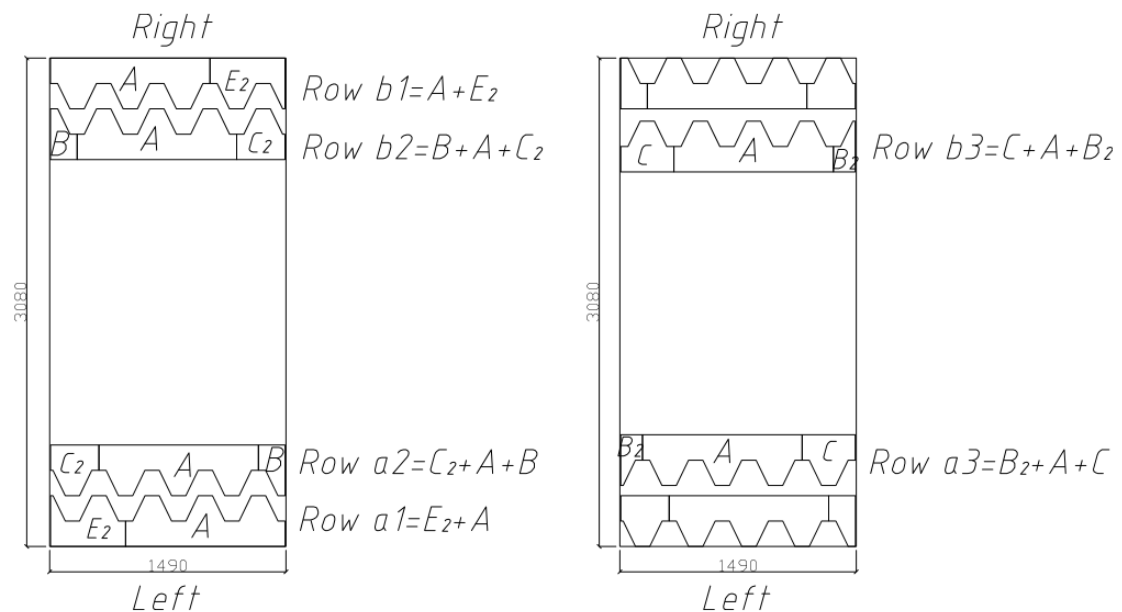 Right
A E₂
Row b1=A+E₂
B A C₂
Row b2=B+A+C₂
3080
C₂ A B
Row a2=C₂+A+B
E₂ A
Row a1=E₂+A
1490
Left
Right
C A B₂
Row b3=C+A+B₂
3080
B₂ A C
Row a3=B₂+A+C
1490
Left